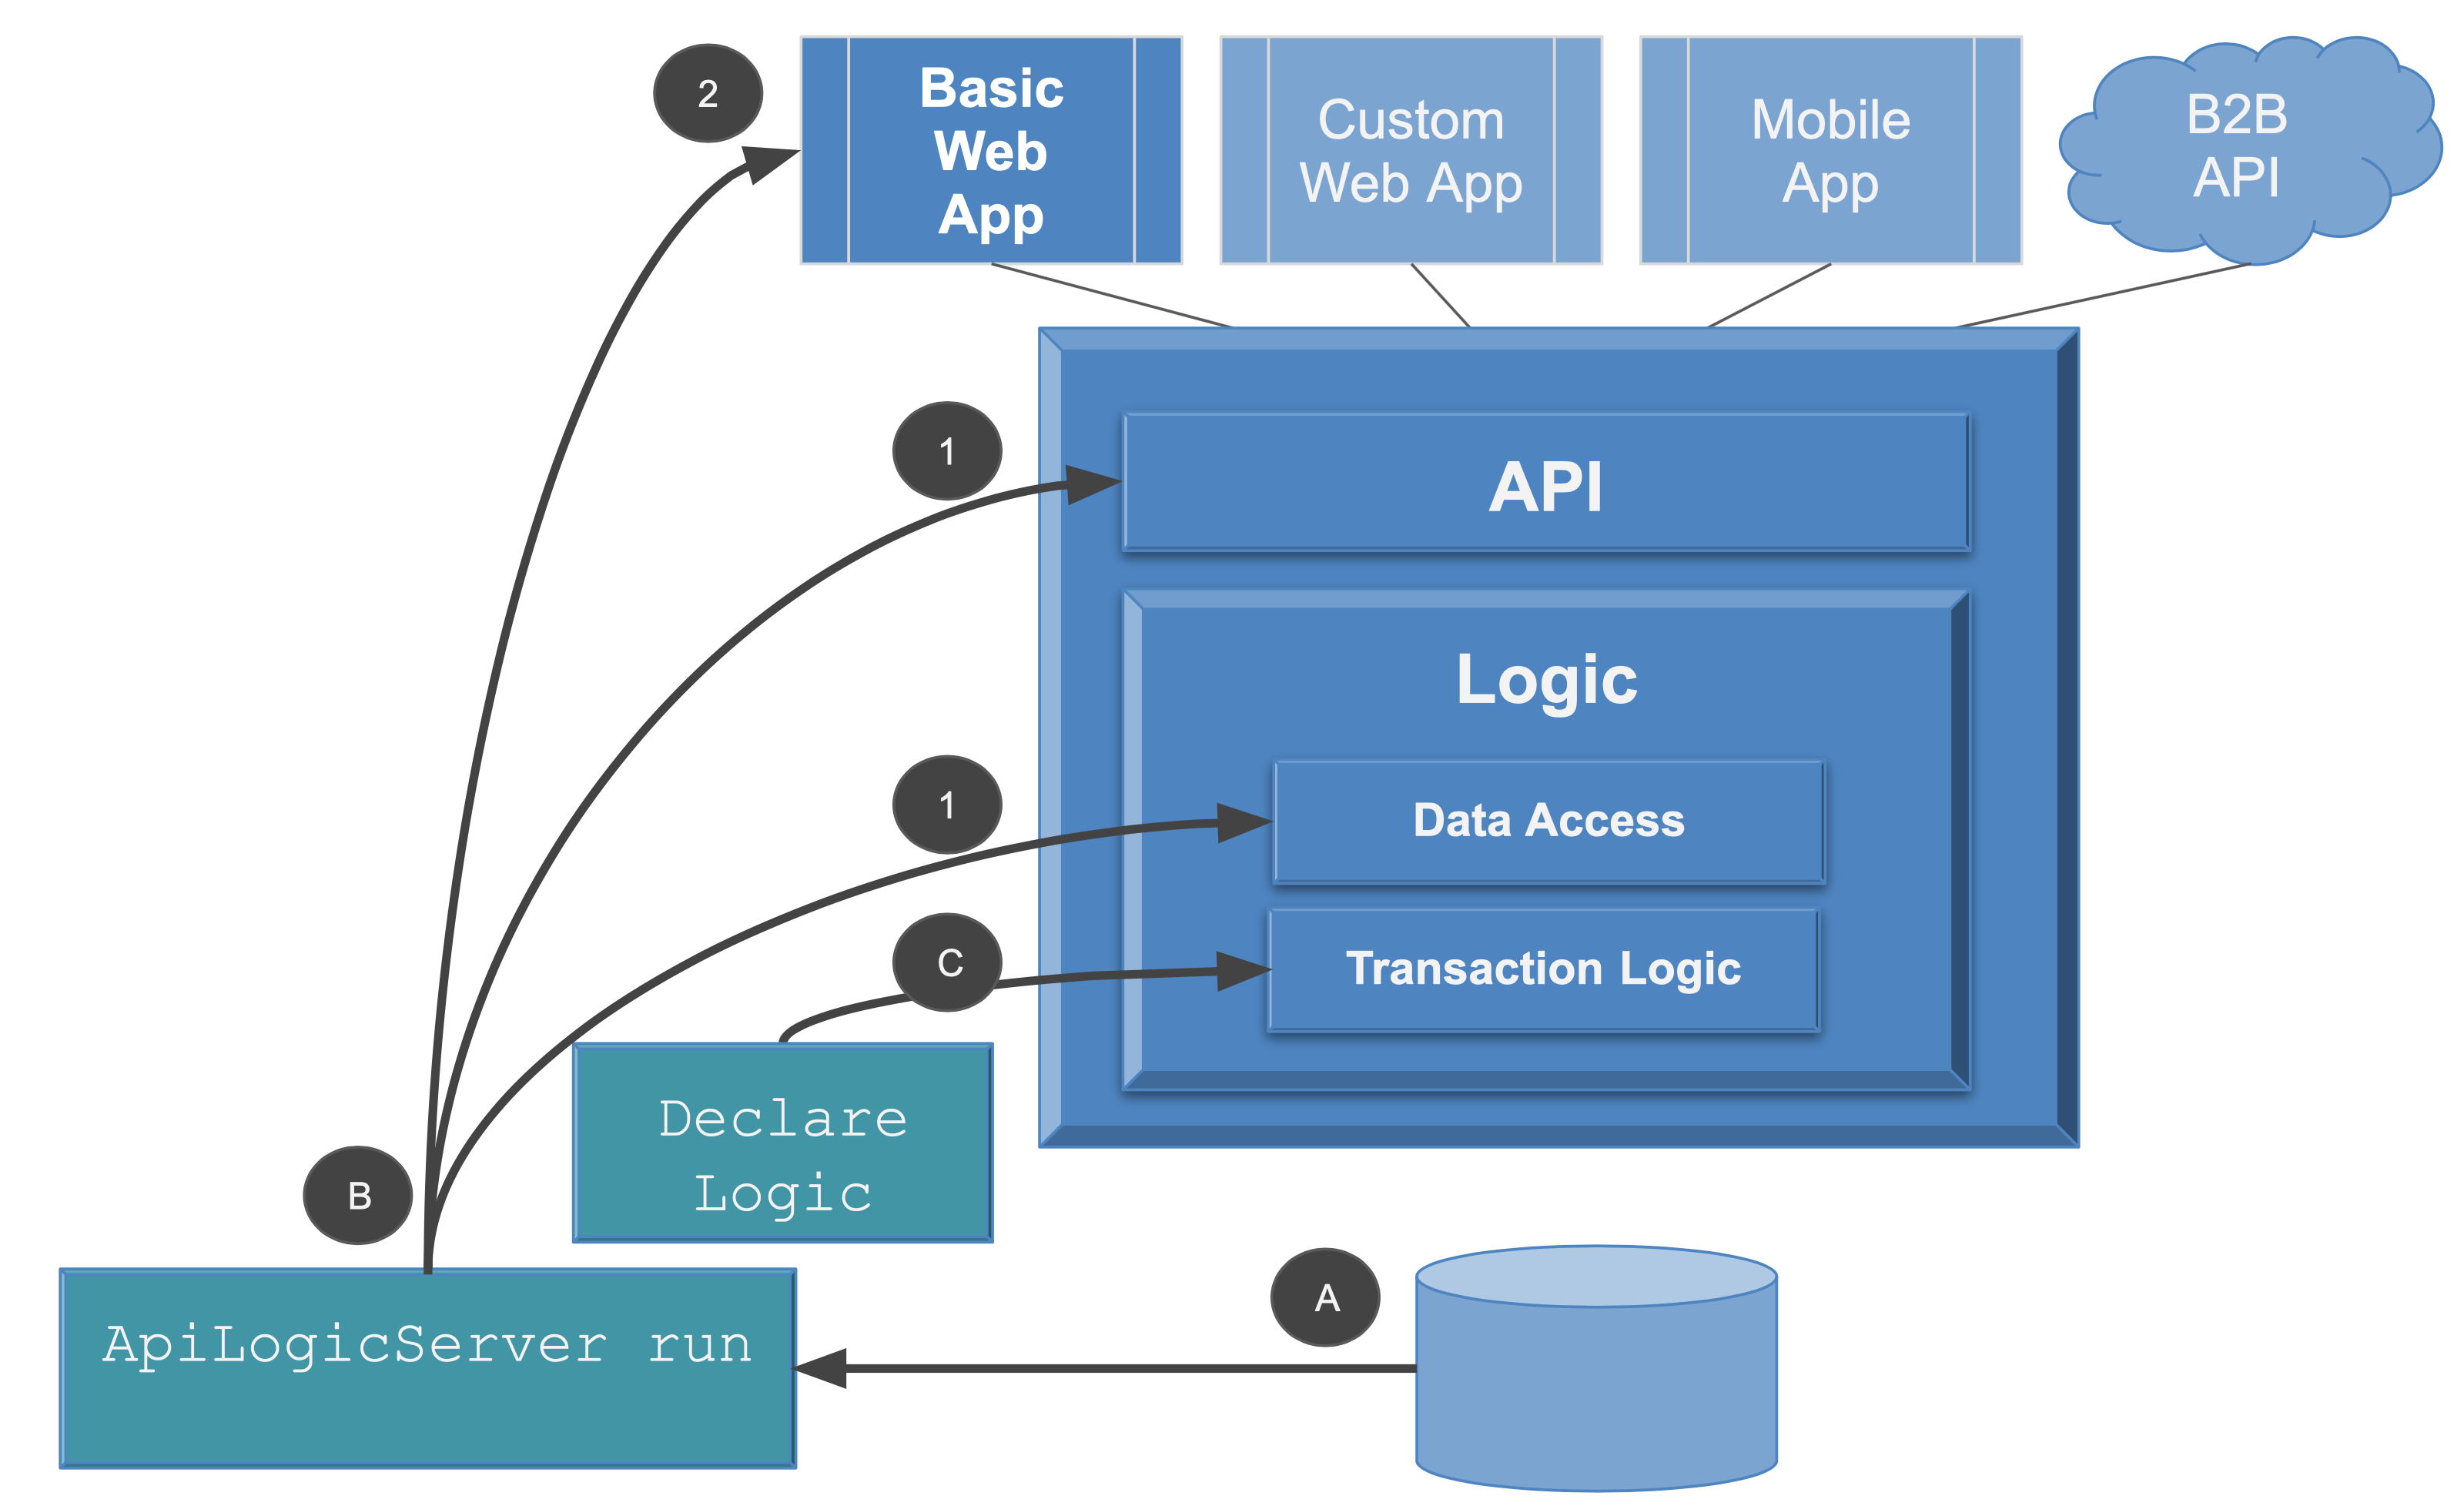 2
Basic
Web
App
Custom
Web App
Mobile
App
B2B
API
1
API
Logic
1
Data Access
C
Transaction Logic
Declare
Logic
B
ApiLogicServer run
A